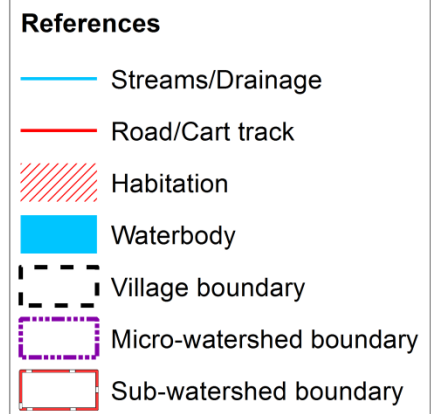 References
Streams/Drainage
Road/Cart track
Habitation
Waterbody
Village boundary
Micro-watershed boundary
Sub-watershed boundary